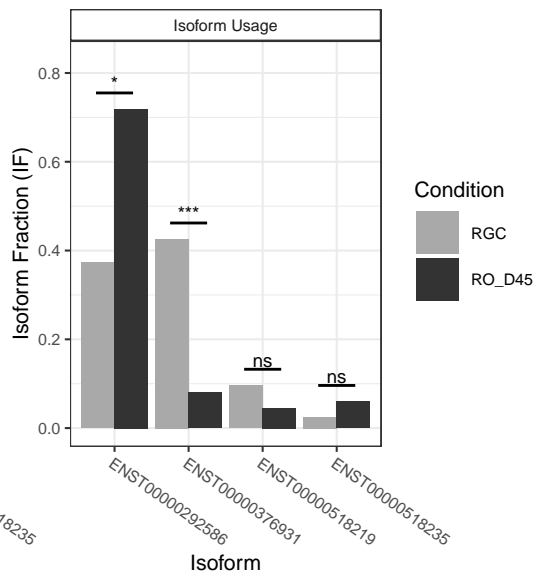 Isoform Usage
Isoform Fraction (IF)
0.8
0.6
0.4
0.2
0.0
*
***
ns
ns
ENST00000292586
ENST00000376931
ENST00000518219
ENST00000518235
18235
Isoform
Condition
RGC
RO_D45